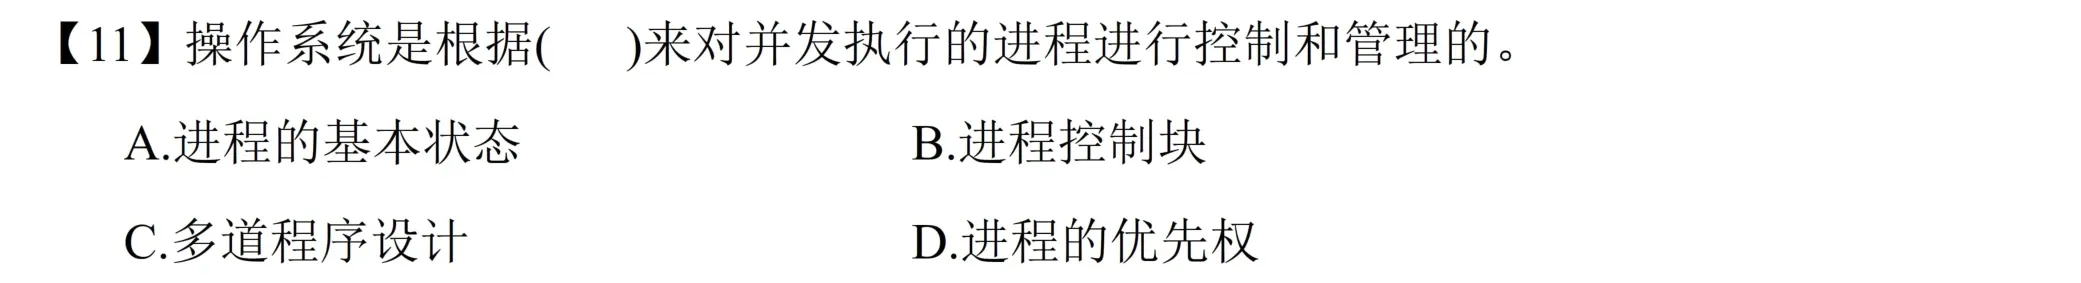 【11】操作系统是根据(　　)来对并发执行的进程进行控制和管理的。
A.进程的基本状态　　B.进程控制块
C.多道程序设计　　D.进程的优先权